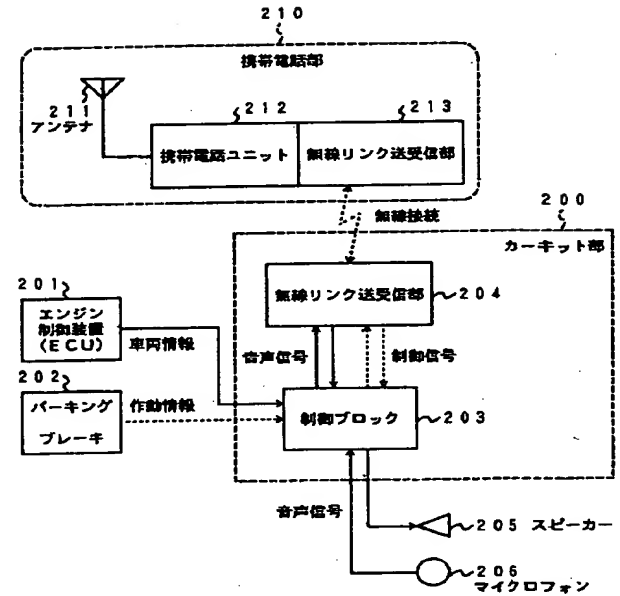 ２１０
携帯電話部
２１１
アンテナ
２１２
２１３
携帯電話ユニット
無線リンク送受信部
無線接続
２００
カーキット部
２０１
エンジン
制御装置
（ＥＣＵ）
車両情報
無線リンク送受信部
２０４
音声信号
制御信号
２０２
パーキング
ブレーキ
作動情報
制御ブロック
２０３
音声信号
２０５ スピーカー
２０６
マイクロフォン